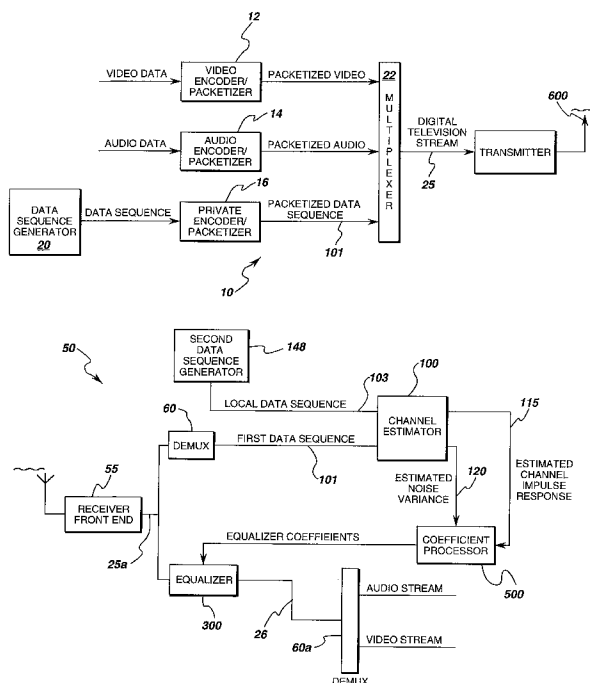 12
VIDEO DATA
VIDEO
ENCODER/
PACKETIZER
PACKETIZED VIDEO
22
MULTIPLEXER
14
AUDIO DATA
AUDIO
ENCODER/
PACKETIZER
PACKETIZED AUDIO
DIGITAL
TELEVISION
STREAM
25
TRANSMITTER
600
16
DATA
SEQUENCE
GENERATOR
20
DATA SEQUENCE
PRIVATE
ENCODER/
PACKETIZER
PACKETIZED DATA
SEQUENCE
101
10
50
SECOND
DATA
SEQUENCE
GENERATOR
148
103
100
LOCAL DATA SEQUENCE
CHANNEL
ESTIMATOR
115
60
DEMUX
FIRST DATA SEQUENCE
101
120
ESTIMATED
NOISE
VARIANCE
ESTIMATED
CHANNEL
IMPULSE
RESPONSE
55
RECEIVER
FRONT END
25a
EQUALIZER COEFFIEIENTS
COEFFICIENT
PROCESSOR
500
EQUALIZER
300
26
60a
AUDIO STREAM
VIDEO STREAM
DEMUX